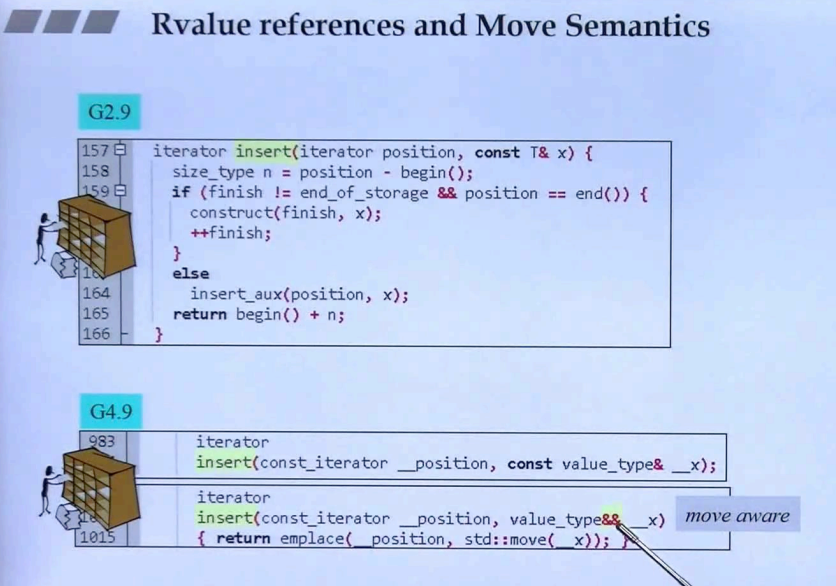 Rvalue references and Move Semantics
G2.9
157 iterator insert(iterator position, const T& x) {
158 size_type n = position - begin();
159 if (finish != end_of_storage && position == end()) {
construct(finish, x);
++finish;
}
else
164 insert_aux(position, x);
165 return begin() + n;
166 }
G4.9
983 iterator
insert(const_iterator __position, const value_type& __x);
iterator
insert(const_iterator __position, value_type&& __x)
move aware
1015 { return emplace(__position, std::move(__x)); }